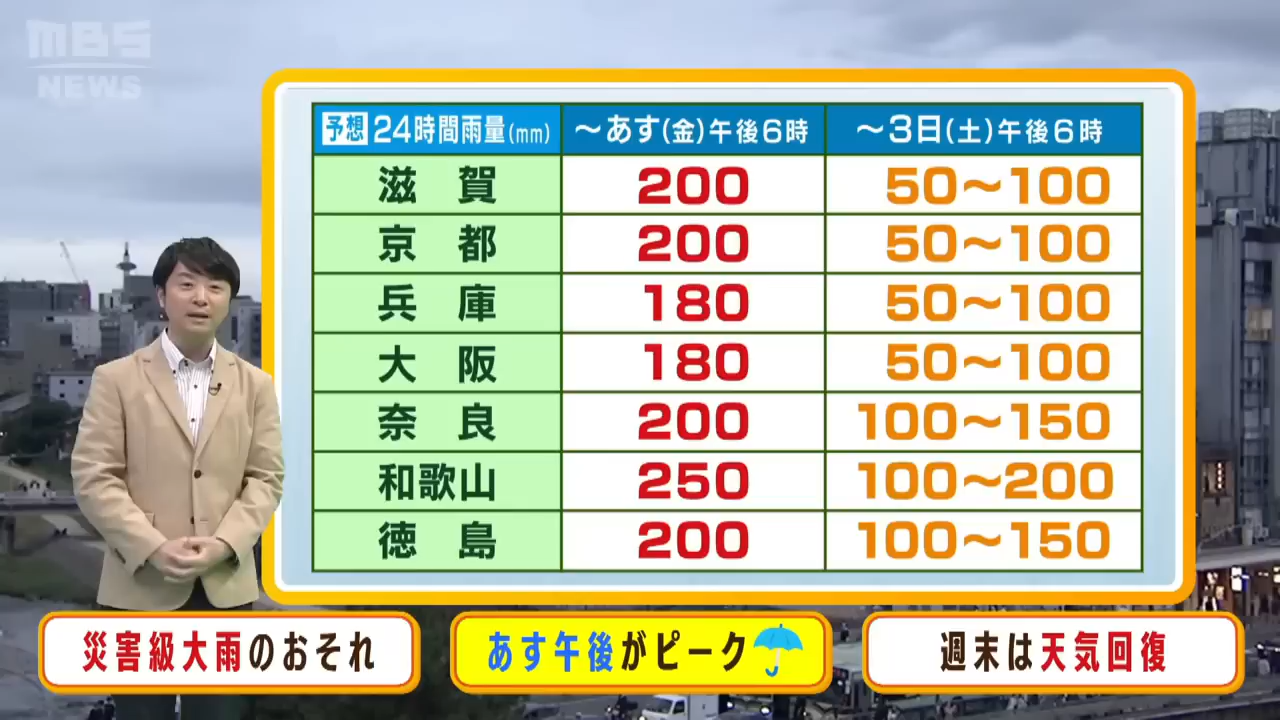 MBS
NEWS
予想 24時間雨量(mm) ～あす(金)午後6時 ～3日(土)午後6時
滋賀 200 50～100
京都 200 50～100
兵庫 180 50～100
大阪 180 50～100
奈良 200 100～150
和歌山 250 100～200
徳島 200 100～150
災害級大雨のおそれ
あす午後がピーク
週末は天気回復